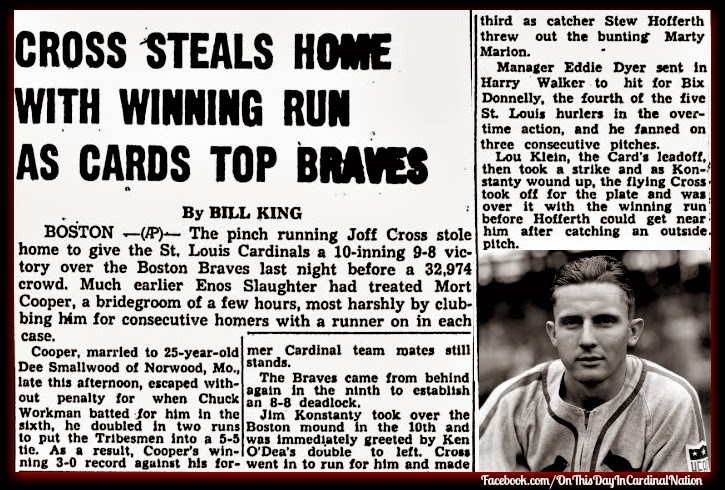 CROSS STEALS HOME
WITH WINNING RUN
AS CARDS TOP BRAVES
By BILL KING
BOSTON —(AP)— The pinch running Joff Cross stole
home to give the St. Louis Cardinals a 10-inning 9-8 vic-
tory over the Boston Braves last night before a 32,974
crowd. Much earlier Enos Slaughter had treated Mort
Cooper, a bridegroom of a few hours, most harshly by club-
bing him for consecutive homers with a runner on in each
case.
Cooper, married to 25-year-old
Dee Smallwood of Norwood, Mo.,
late this afternoon, escaped with-
out penalty for when Chuck
Workman batted for him in the
sixth, he doubled in two runs
to put the Tribesmen into a 5-5
tie. As a result, Cooper's win-
ning 3-0 record against his for-
mer Cardinal team mates still
stands.
The Braves came from behind
again in the ninth to establish
an 8-8 deadlock.
Jim Konstanty took over the
Boston mound in the 10th and
was immediately greeted by Ken
O'Dea's double to left. Cross
went in to run for him and made
third as catcher Stew Hofferth
threw out the bunting Marty
Marion.
Manager Eddie Dyer sent in
Harry Walker to hit for Bix
Donnelly, the fourth of the five
St. Louis hurlers in the over-
time action, and he fanned on
three consecutive pitches.
Lou Klein, the Card's leadoff,
then took a strike and as Kon-
stanty wound up, the flying Cross
took off for the plate and was
over it with the winning run
before Hofferth could get near
him after catching an outside
pitch.
HE
Facebook.com/OnThisDayInCardinalNation